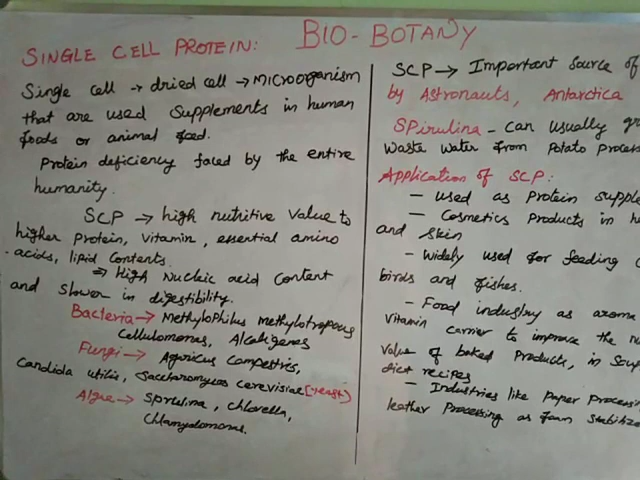 BIO-BOTANY
SINGLE CELL PROTEIN:
Single cell → dried cell → Microorganism
that are used Supplements in human
foods or animal feed.
Protein deficiency faced by the entire
humanity.
SCP → high nutritive value to
higher Protein, Vitamin, essential amino
acids, lipid contents.
⇒ High Nucleic acid content
and slower in digestibility.
Bacteria → Methylophilus methylotropous
Cellulomonas, Alcaligenes
Fungi → Agaricus campestris,
Candida utilis, Saccharomyces cerevisiae (yeast)
Algae → Spirulina, chlorella,
Chlamydomonas.
SCP → Important Source of
by Astronauts, Antarctica
SPirulina - Can usually
Waste water from Potato Process
Application of SCP:
- Used as Protein Supple
- Cosmetics Products in
and Skin
- Widely used for feeding
birds and fishes.
- Food industry as aroma
Vitamin carrier to improve the
Value of baked Products, in Soup
diet recipes
- Industries like Paper Processin
leather Processing as foam Stabiliz